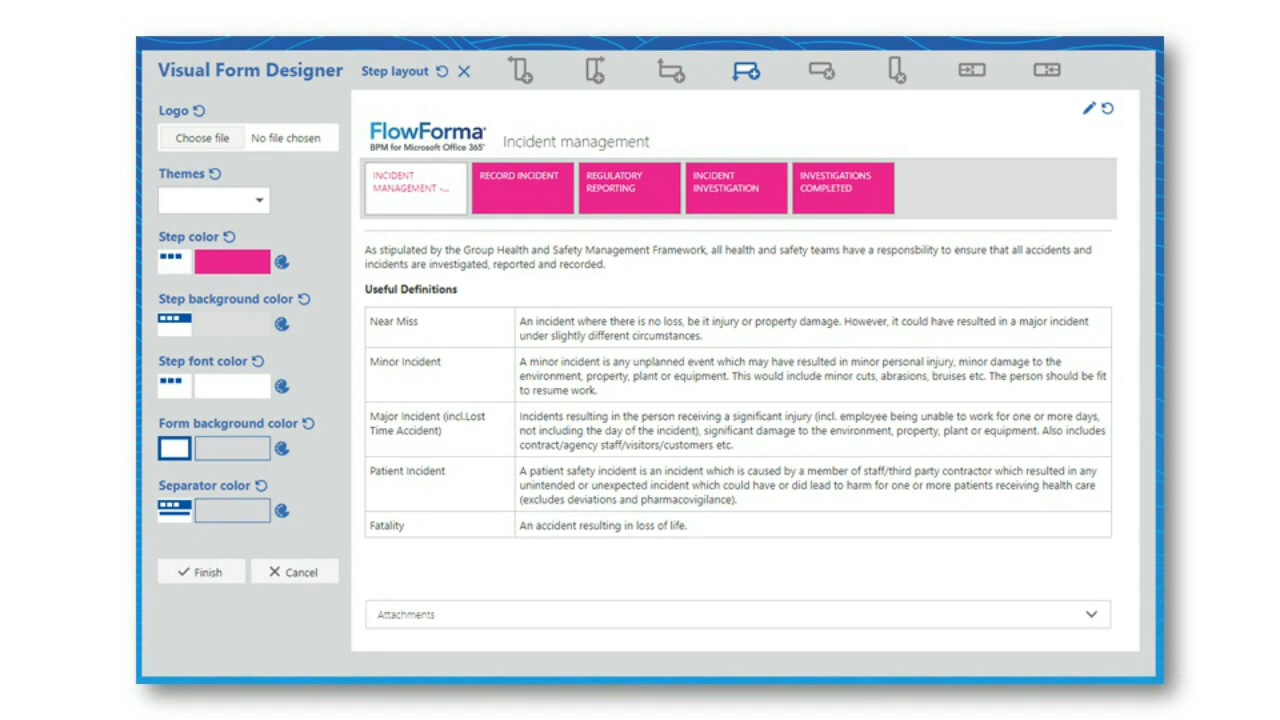 Visual Form Designer
Step layout
Logo
Choose file
No file chosen
Themes
Step color
Step background color
Step font color
Form background color
Separator color
Finish
Cancel
FlowForma
BPM for Microsoft Office 365
Incident management
INCIDENT
MANAGEMENT -...
RECORD INCIDENT
REGULATORY
REPORTING
INCIDENT
INVESTIGATION
INVESTIGATIONS
COMPLETED
As stipulated by the Group Health and Safety Management Framework, all health and safety teams have a responsbility to ensure that all accidents and
incidents are investigated, reported and recorded.
Useful Definitions
Near Miss
An incident where there is no loss, be it injury or property damage. However, it could have resulted in a major incident
under slightly different circumstances.
Minor Incident
A minor incident is any unplanned event which may have resulted in minor personal injury, minor damage to the
environment, property, plant or equipment. This would include minor cuts, abrasions, bruises etc. The person should be fit
to resume work.
Major Incident (incl.Lost
Time Accident)
Incidents resulting in the person receiving a significant injury (incl. employee being unable to work for one or more days,
not including the day of the incident), significant damage to the environment, property, plant or equipment. Also includes
contract/agency staff/visitors/customers etc.
Patient Incident
A patient safety incident is an incident which is caused by a member of staff/third party contractor which resulted in any
unintended or unexpected incident which could have or did lead to harm for one or more patients receiving health care
(excludes deviations and pharmacovigilance).
Fatality
An accident resulting in loss of life.
Attachments